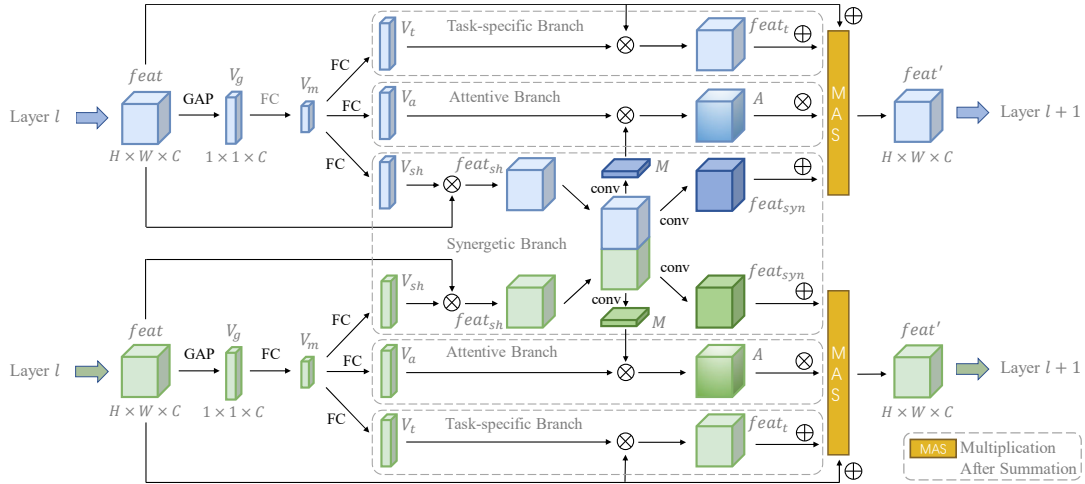 Layer l
feat
H × W × C
GAP
V_g
1 × 1 × C
FC
V_m
FC
FC
FC
V_t
Task-specific Branch
⊗
feat_t
⊕
⊕
V_a
Attentive Branch
⊗
A
⊗
V_sh
⊗
feat_sh
M
conv
conv
⊕
feat_syn
MAS
feat′
H × W × C
Layer l + 1
Synergetic Branch
Layer l
feat
H × W × C
GAP
V_g
1 × 1 × C
FC
V_m
FC
FC
FC
V_sh
⊗
feat_sh
conv
conv
M
feat_syn
⊕
V_a
Attentive Branch
⊗
A
⊗
V_t
Task-specific Branch
⊗
feat_t
⊕
⊕
MAS
feat′
H × W × C
Layer l + 1
MAS Multiplication
After Summation